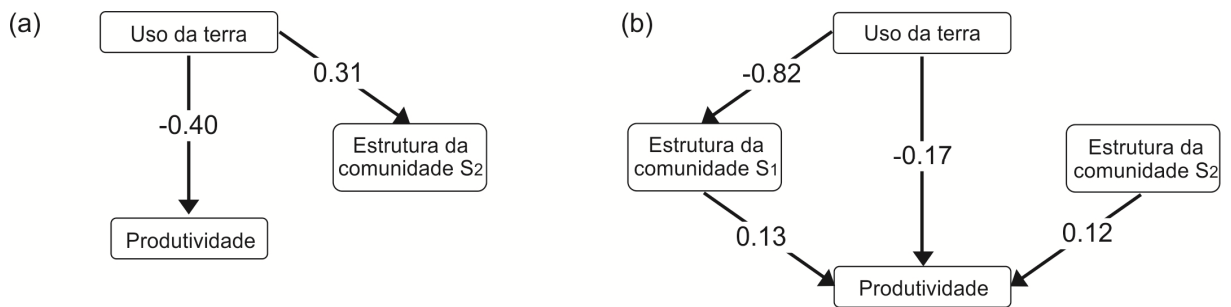 (a)
Uso da terra
0.31
-0.40
Estrutura da
comunidade S2
Produtividade
(b)
Uso da terra
-0.82
Estrutura da
comunidade S1
-0.17
Estrutura da
comunidade S2
0.13
0.12
Produtividade